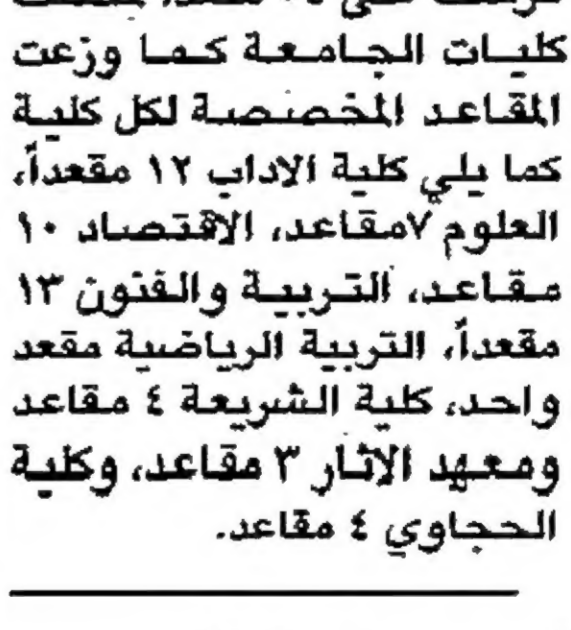 كليات الجامعة كما وزعت
المقاعد المخصصة لكل كلية
كما يلي كلية الاداب ١٢ مقعداً،
العلوم ٧مقاعد، الاقتصاد ١٠
مقاعد، التربية والفنون ١٣
مقعداً، التربية الرياضية مقعد
واحد، كلية الشريعة ٤ مقاعد
ومعهد الاثار ٣ مقاعد، وكلية
الحجاوي ٤ مقاعد.